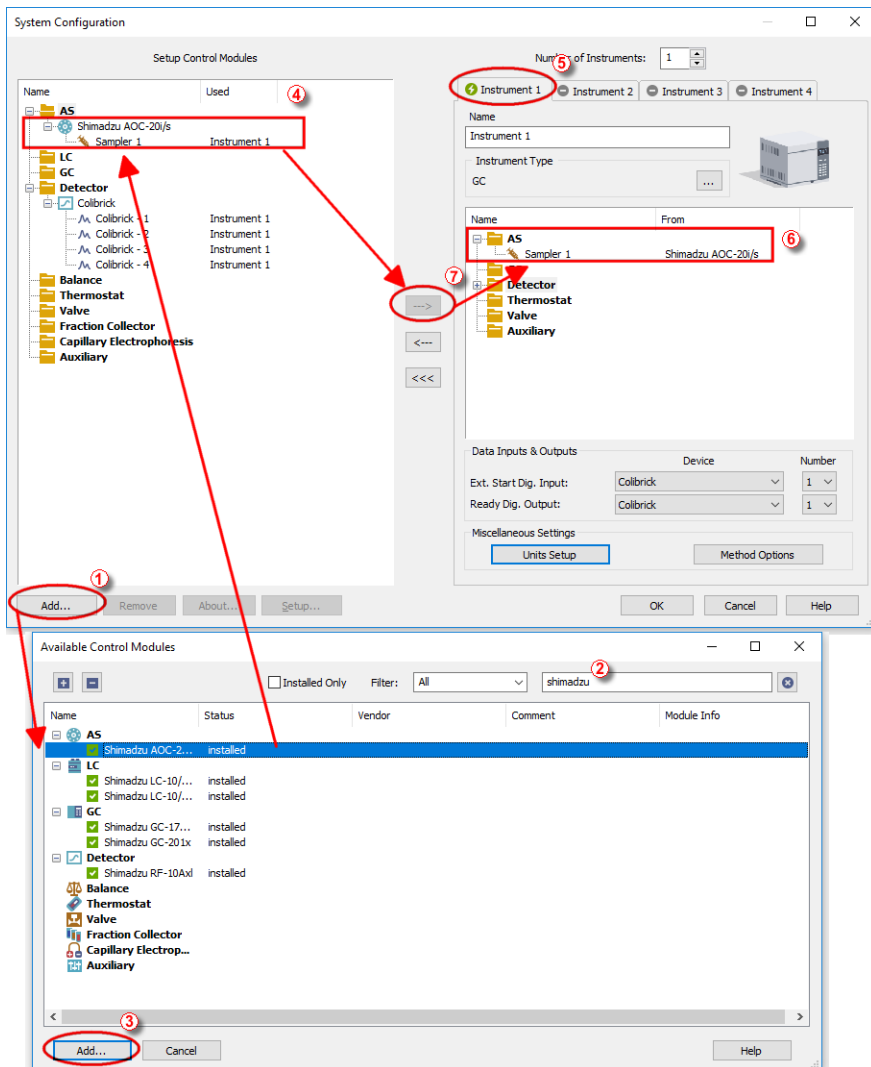 System Configuration
Setup Control Modules
Number of Instruments: 1
⑤
Name Used
④
AS
Shimadzu AOC-20i/s
Sampler 1 Instrument 1
LC
GC
Detector
Colibrick
Colibrick - 1 Instrument 1
Colibrick - 2 Instrument 1
Colibrick - 3 Instrument 1
Colibrick - 4 Instrument 1
Balance
Thermostat
Valve
Fraction Collector
Capillary Electrophoresis
Auxiliary
⑦
--->
<---
<<<
Instrument 1 Instrument 2 Instrument 3 Instrument 4
Name
Instrument 1
Instrument Type
GC ...
Name From
AS
⑥
Sampler 1 Shimadzu AOC-20i/s
Detector
Thermostat
Valve
Auxiliary
Data Inputs & Outputs
Device Number
Ext. Start Dig. Input: Colibrick 1
Ready Dig. Output: Colibrick 1
Miscellaneous Settings
Units Setup Method Options
①
Add... Remove About... Setup... OK Cancel Help
Available Control Modules
②
Installed Only Filter: All shimadzu
Name Status Vendor Comment Module Info
AS
Shimadzu AOC-2... installed
LC
Shimadzu LC-10/... installed
Shimadzu LC-10/... installed
GC
Shimadzu GC-17... installed
Shimadzu GC-201x installed
Detector
Shimadzu RF-10Axl installed
Balance
Thermostat
Valve
Fraction Collector
Capillary Electrop...
Auxiliary
③
Add... Cancel Help